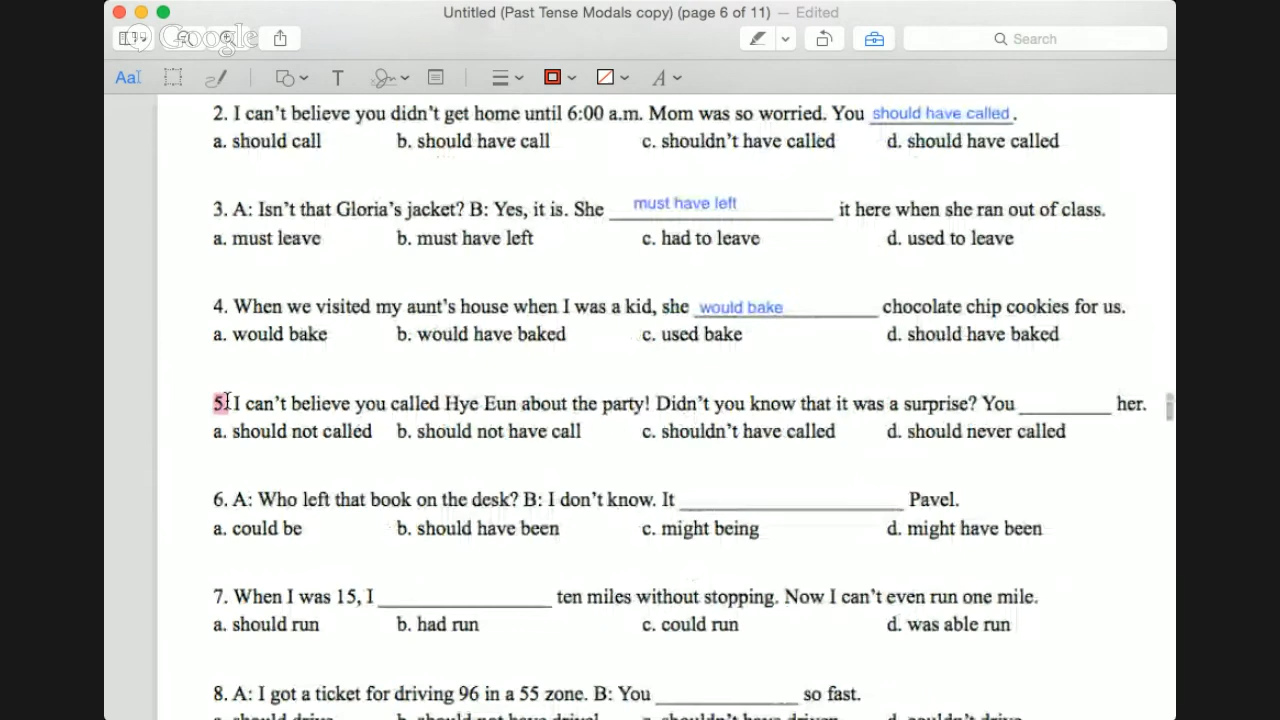 Untitled (Past Tense Modals copy) (page 6 of 11) — Edited
Google
Search
AaI
T
A
2. I can't believe you didn't get home until 6:00 a.m. Mom was so worried. You should have called.
a. should call b. should have call c. shouldn't have called d. should have called
3. A: Isn't that Gloria's jacket? B: Yes, it is. She must have left it here when she ran out of class.
a. must leave b. must have left c. had to leave d. used to leave
4. When we visited my aunt's house when I was a kid, she would bake chocolate chip cookies for us.
a. would bake b. would have baked c. used bake d. should have baked
5. I can't believe you called Hye Eun about the party! Didn't you know that it was a surprise? You ________ her.
a. should not called b. should not have call c. shouldn't have called d. should never called
6. A: Who left that book on the desk? B: I don't know. It ________ Pavel.
a. could be b. should have been c. might being d. might have been
7. When I was 15, I ________ ten miles without stopping. Now I can't even run one mile.
a. should run b. had run c. could run d. was able run
8. A: I got a ticket for driving 96 in a 55 zone. B: You ________ so fast.